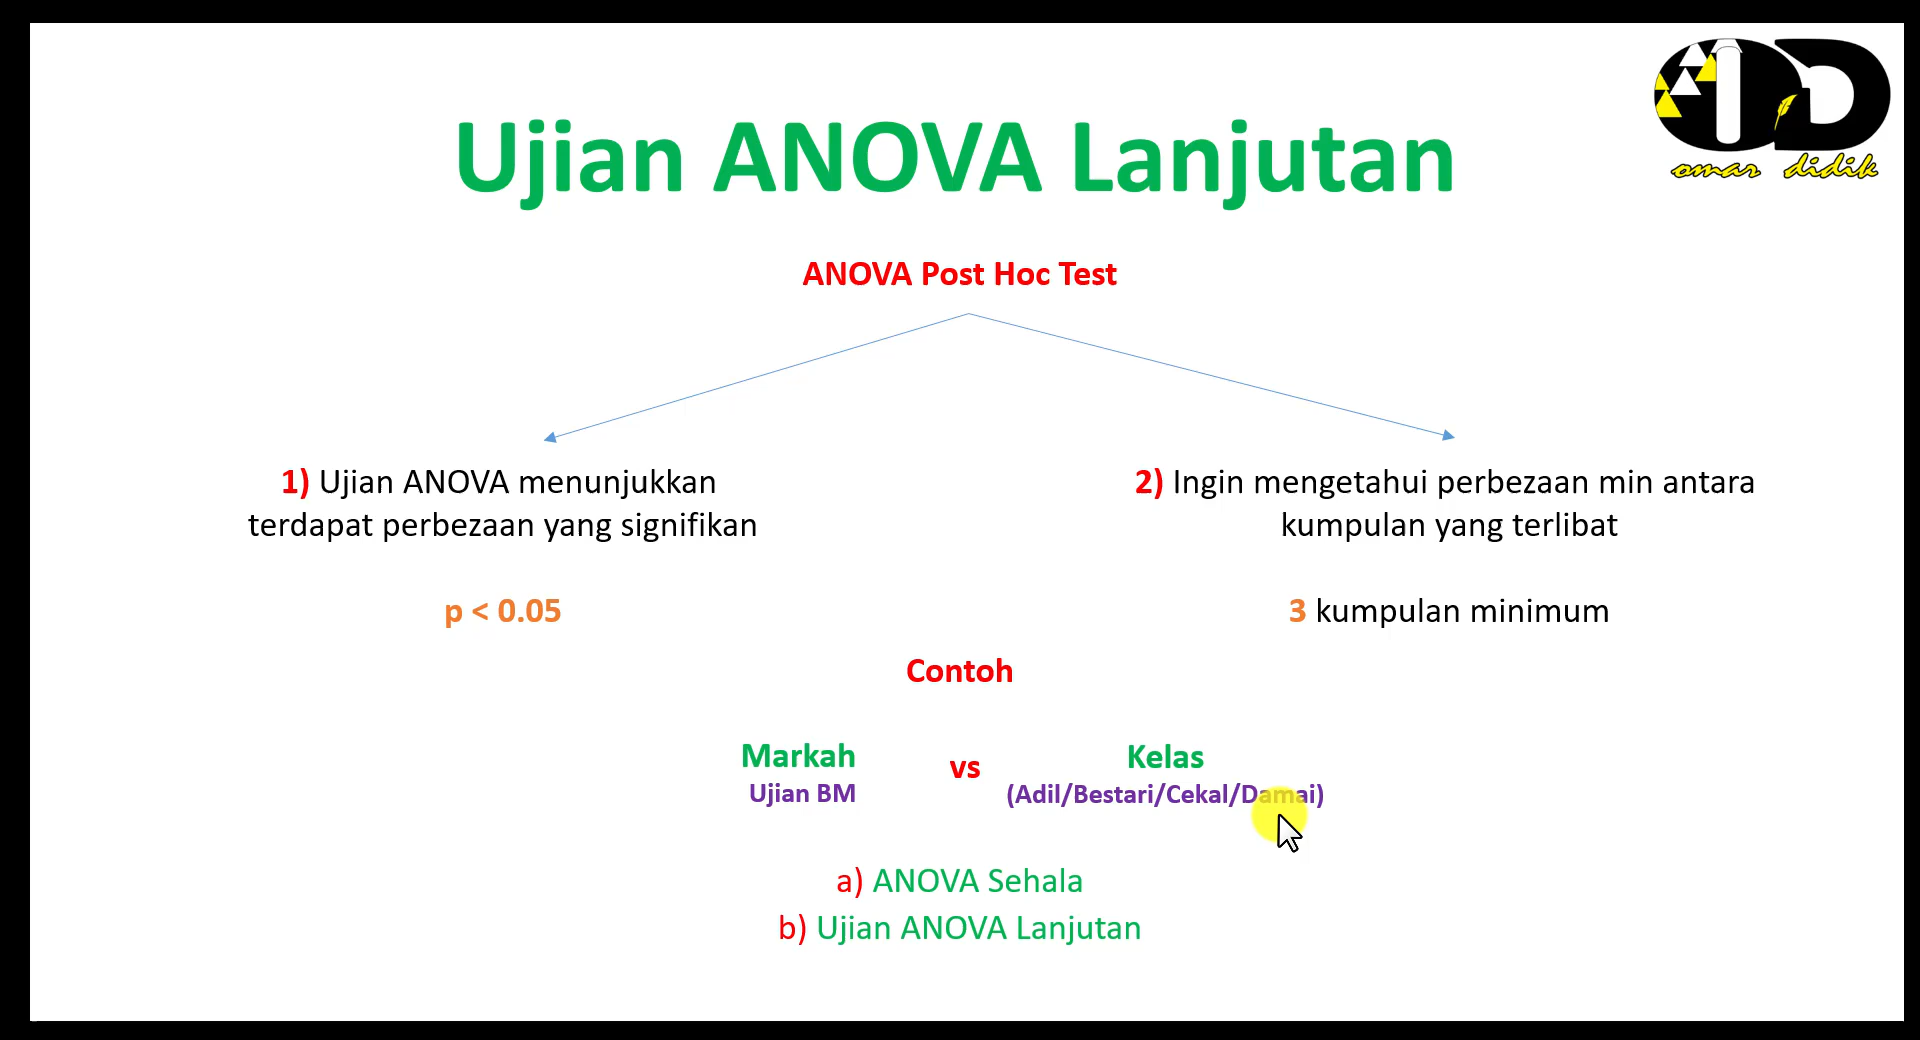 omar didik
Ujian ANOVA Lanjutan
ANOVA Post Hoc Test
1) Ujian ANOVA menunjukkan
terdapat perbezaan yang signifikan
p < 0.05
2) Ingin mengetahui perbezaan min antara
kumpulan yang terlibat
3 kumpulan minimum
Contoh
Markah
Ujian BM
vs
Kelas
(Adil/Bestari/Cekal/Damai)
a) ANOVA Sehala
b) Ujian ANOVA Lanjutan